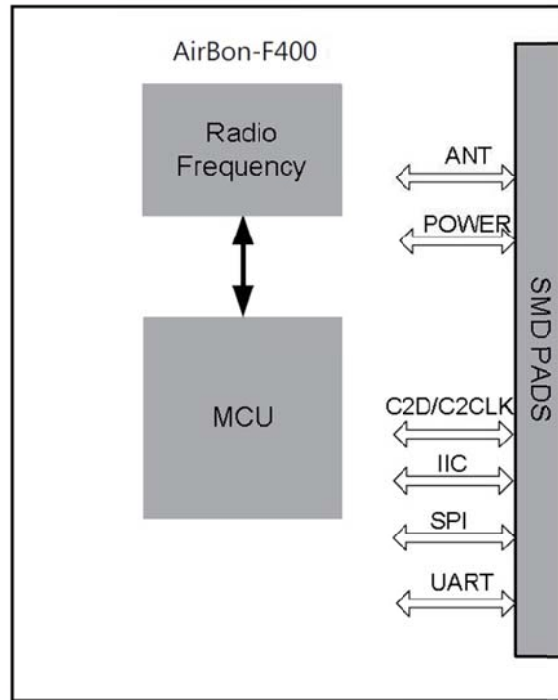 AirBon-F400
Radio
Frequency
MCU
ANT
POWER
C2D/C2CLK
IIC
SPI
UART
SMD PADS